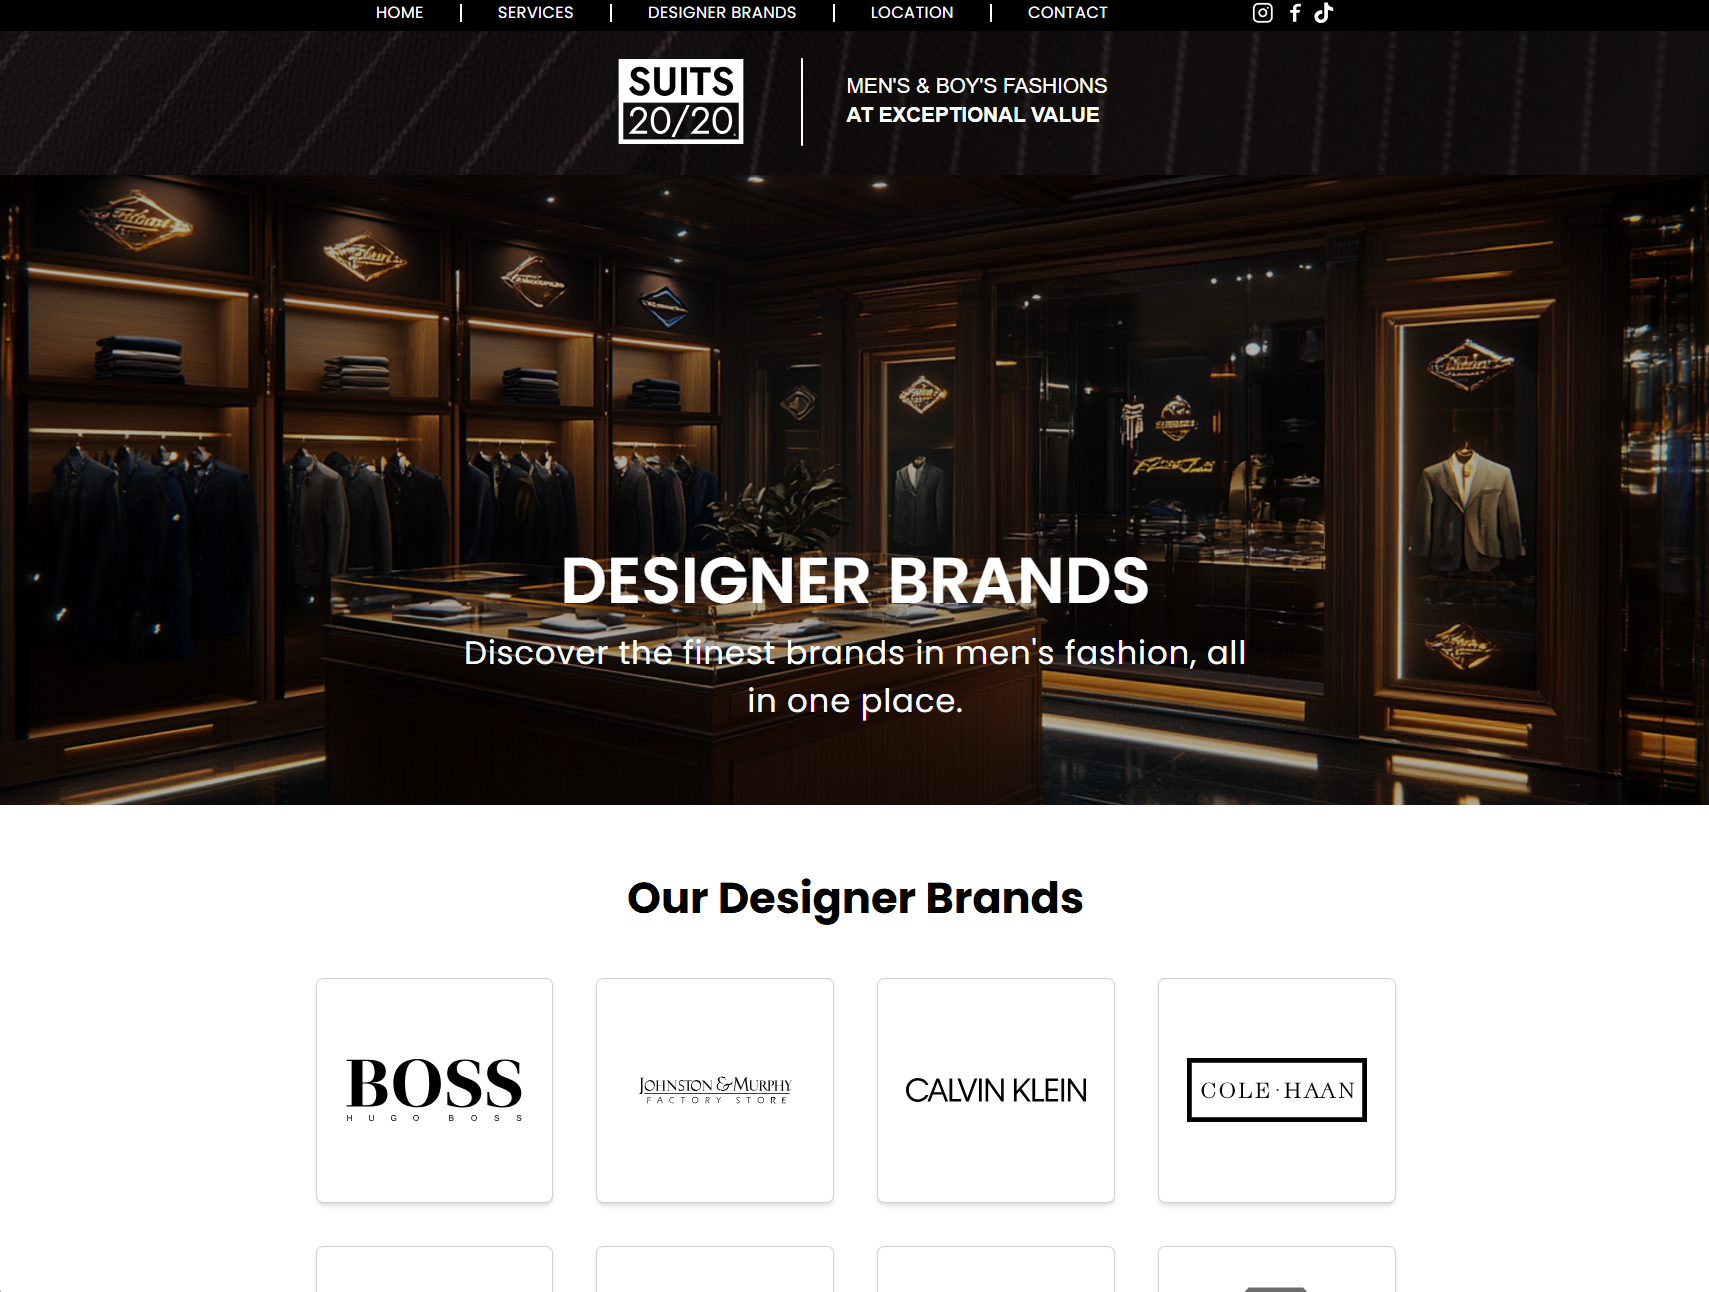 HOME
SERVICES
DESIGNER BRANDS
LOCATION
CONTACT
SUITS
20/20
MEN'S & BOY'S FASHIONS
AT EXCEPTIONAL VALUE
DESIGNER BRANDS
Discover the finest brands in men's fashion, all
in one place.
Our Designer Brands
BOSS
HUGO BOSS
JOHNSTON & MURPHY
FACTORY STORE
CALVIN KLEIN
COLE·HAAN